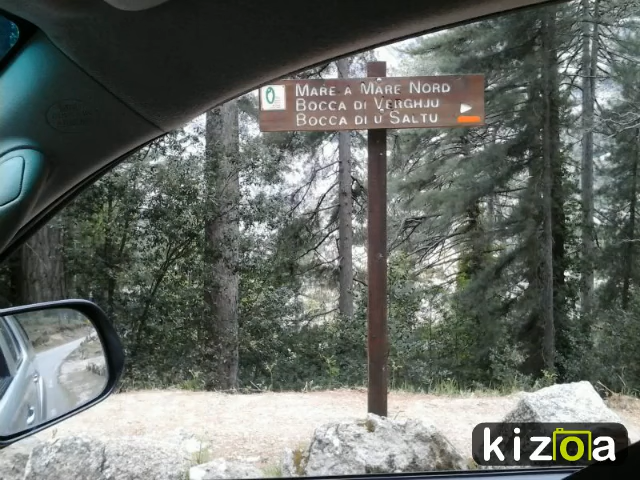 MARE A MARE NORD
BOCCA DI VERGHJU
BOCCA DI U SALTU
kizoa